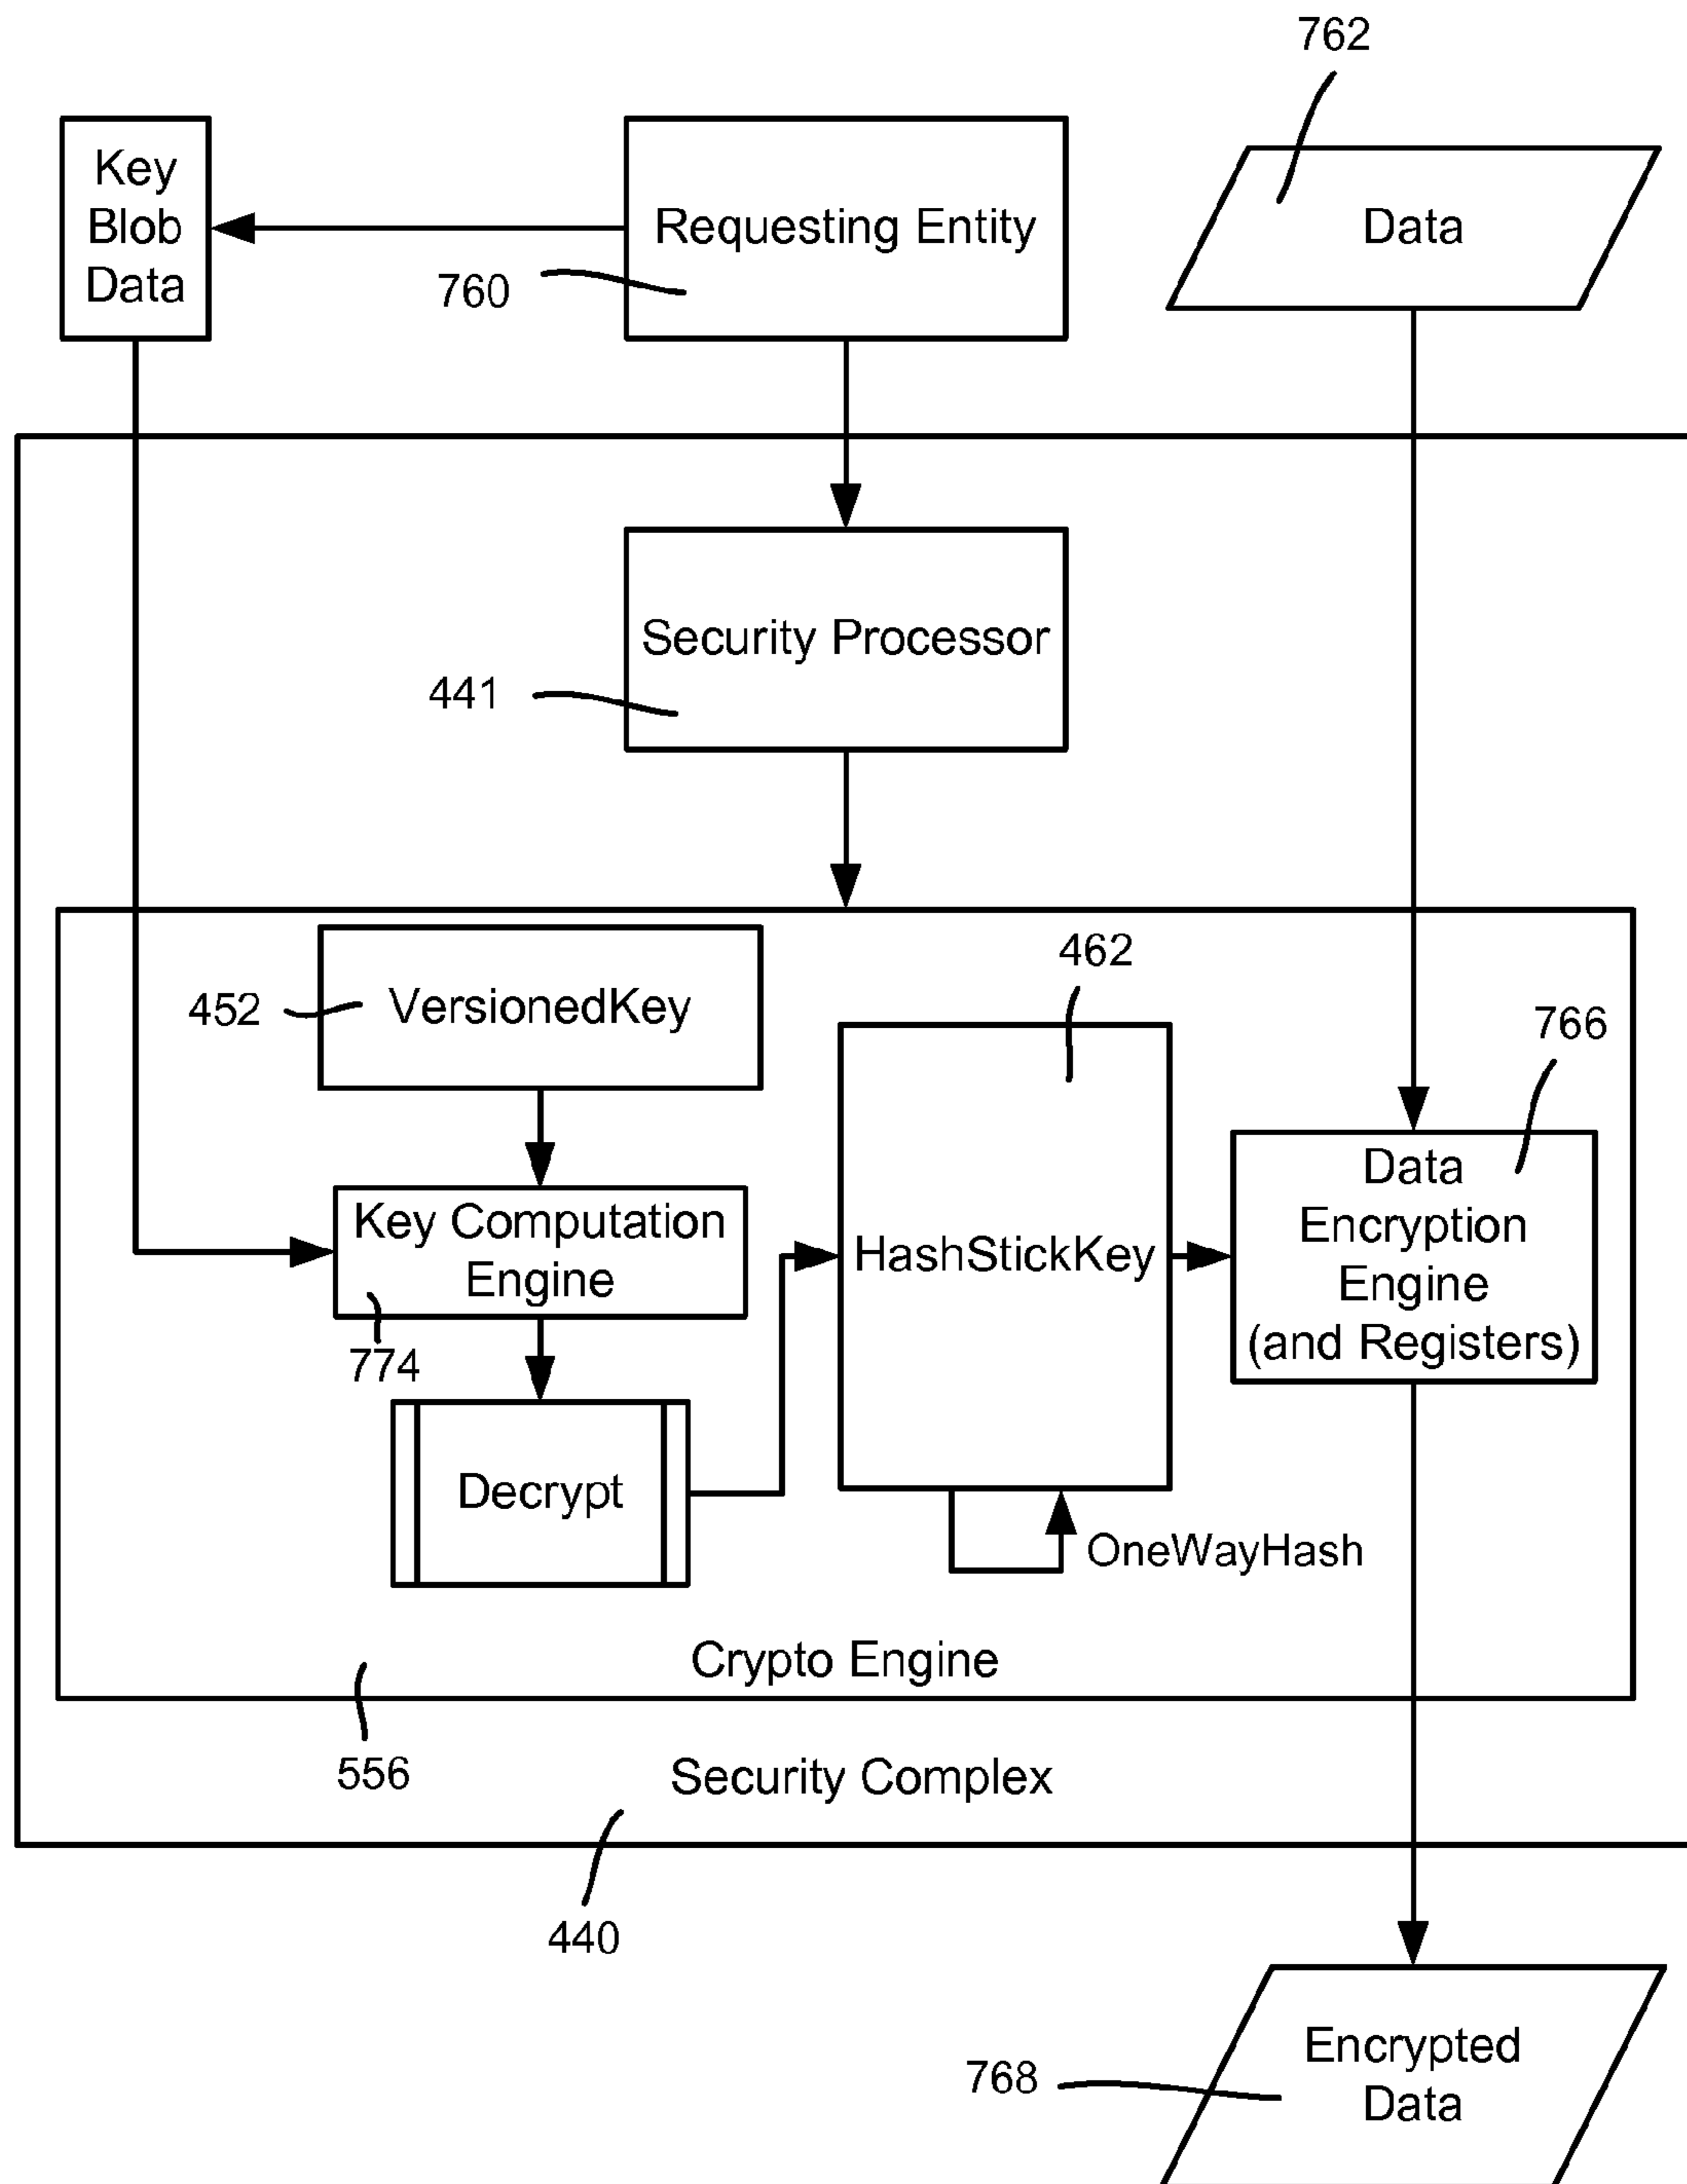 762
Key
Blob
Data
Requesting Entity
760
Data
Security Processor
441
462
452
VersionedKey
766
Key Computation
Engine
774
HashStickKey
Data
Encryption
Engine
(and Registers)
Decrypt
OneWayHash
Crypto Engine
556
Security Complex
440
768
Encrypted
Data